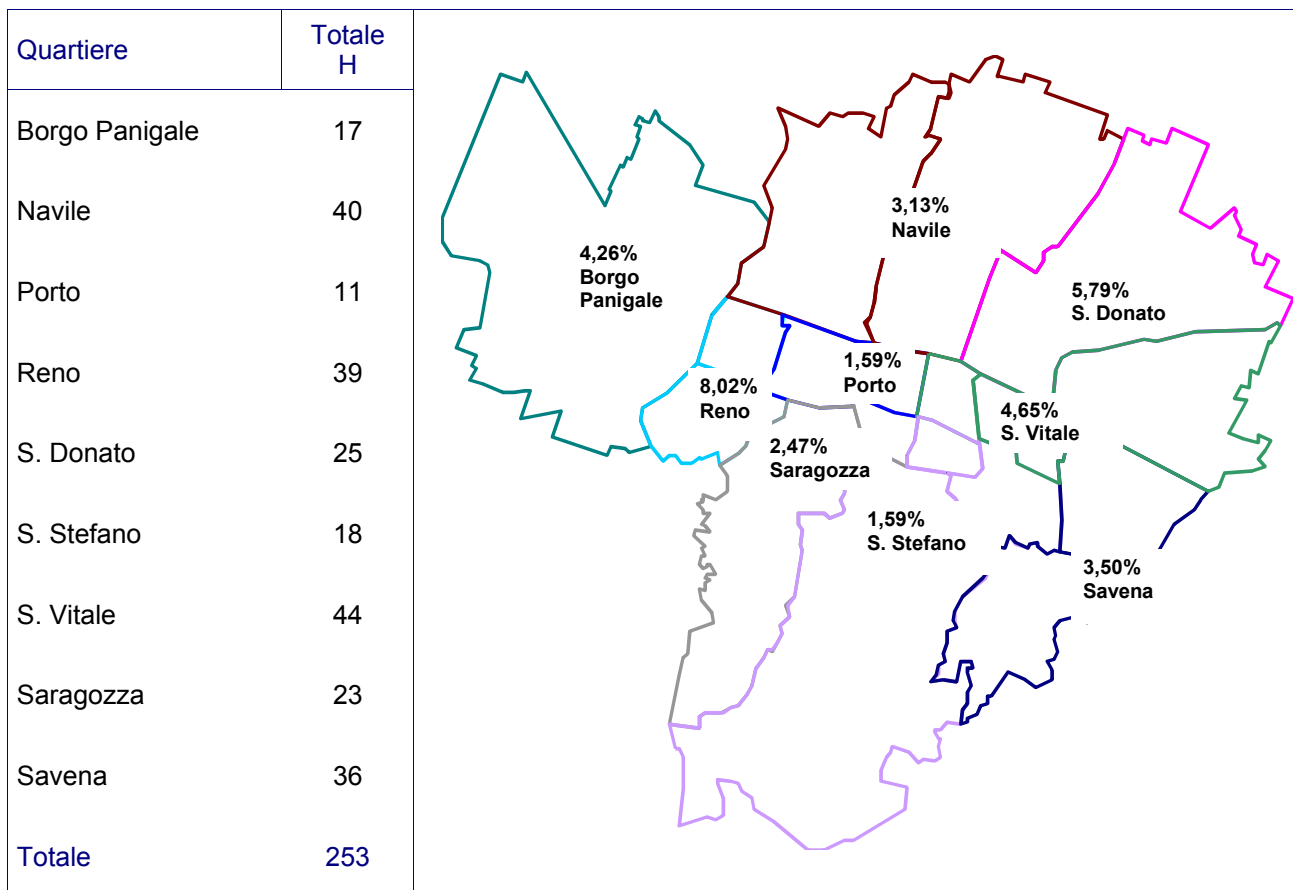 Quartiere Totale
H
Borgo Panigale 17
Navile 40
Porto 11
Reno 39
S. Donato 25
S. Stefano 18
S. Vitale 44
Saragozza 23
Savena 36
Totale 253
3,13%
Navile
4,26%
Borgo
Panigale
5,79%
S. Donato
1,59%
Porto
8,02%
Reno
4,65%
S. Vitale
2,47%
Saragozza
1,59%
S. Stefano
3,50%
Savena